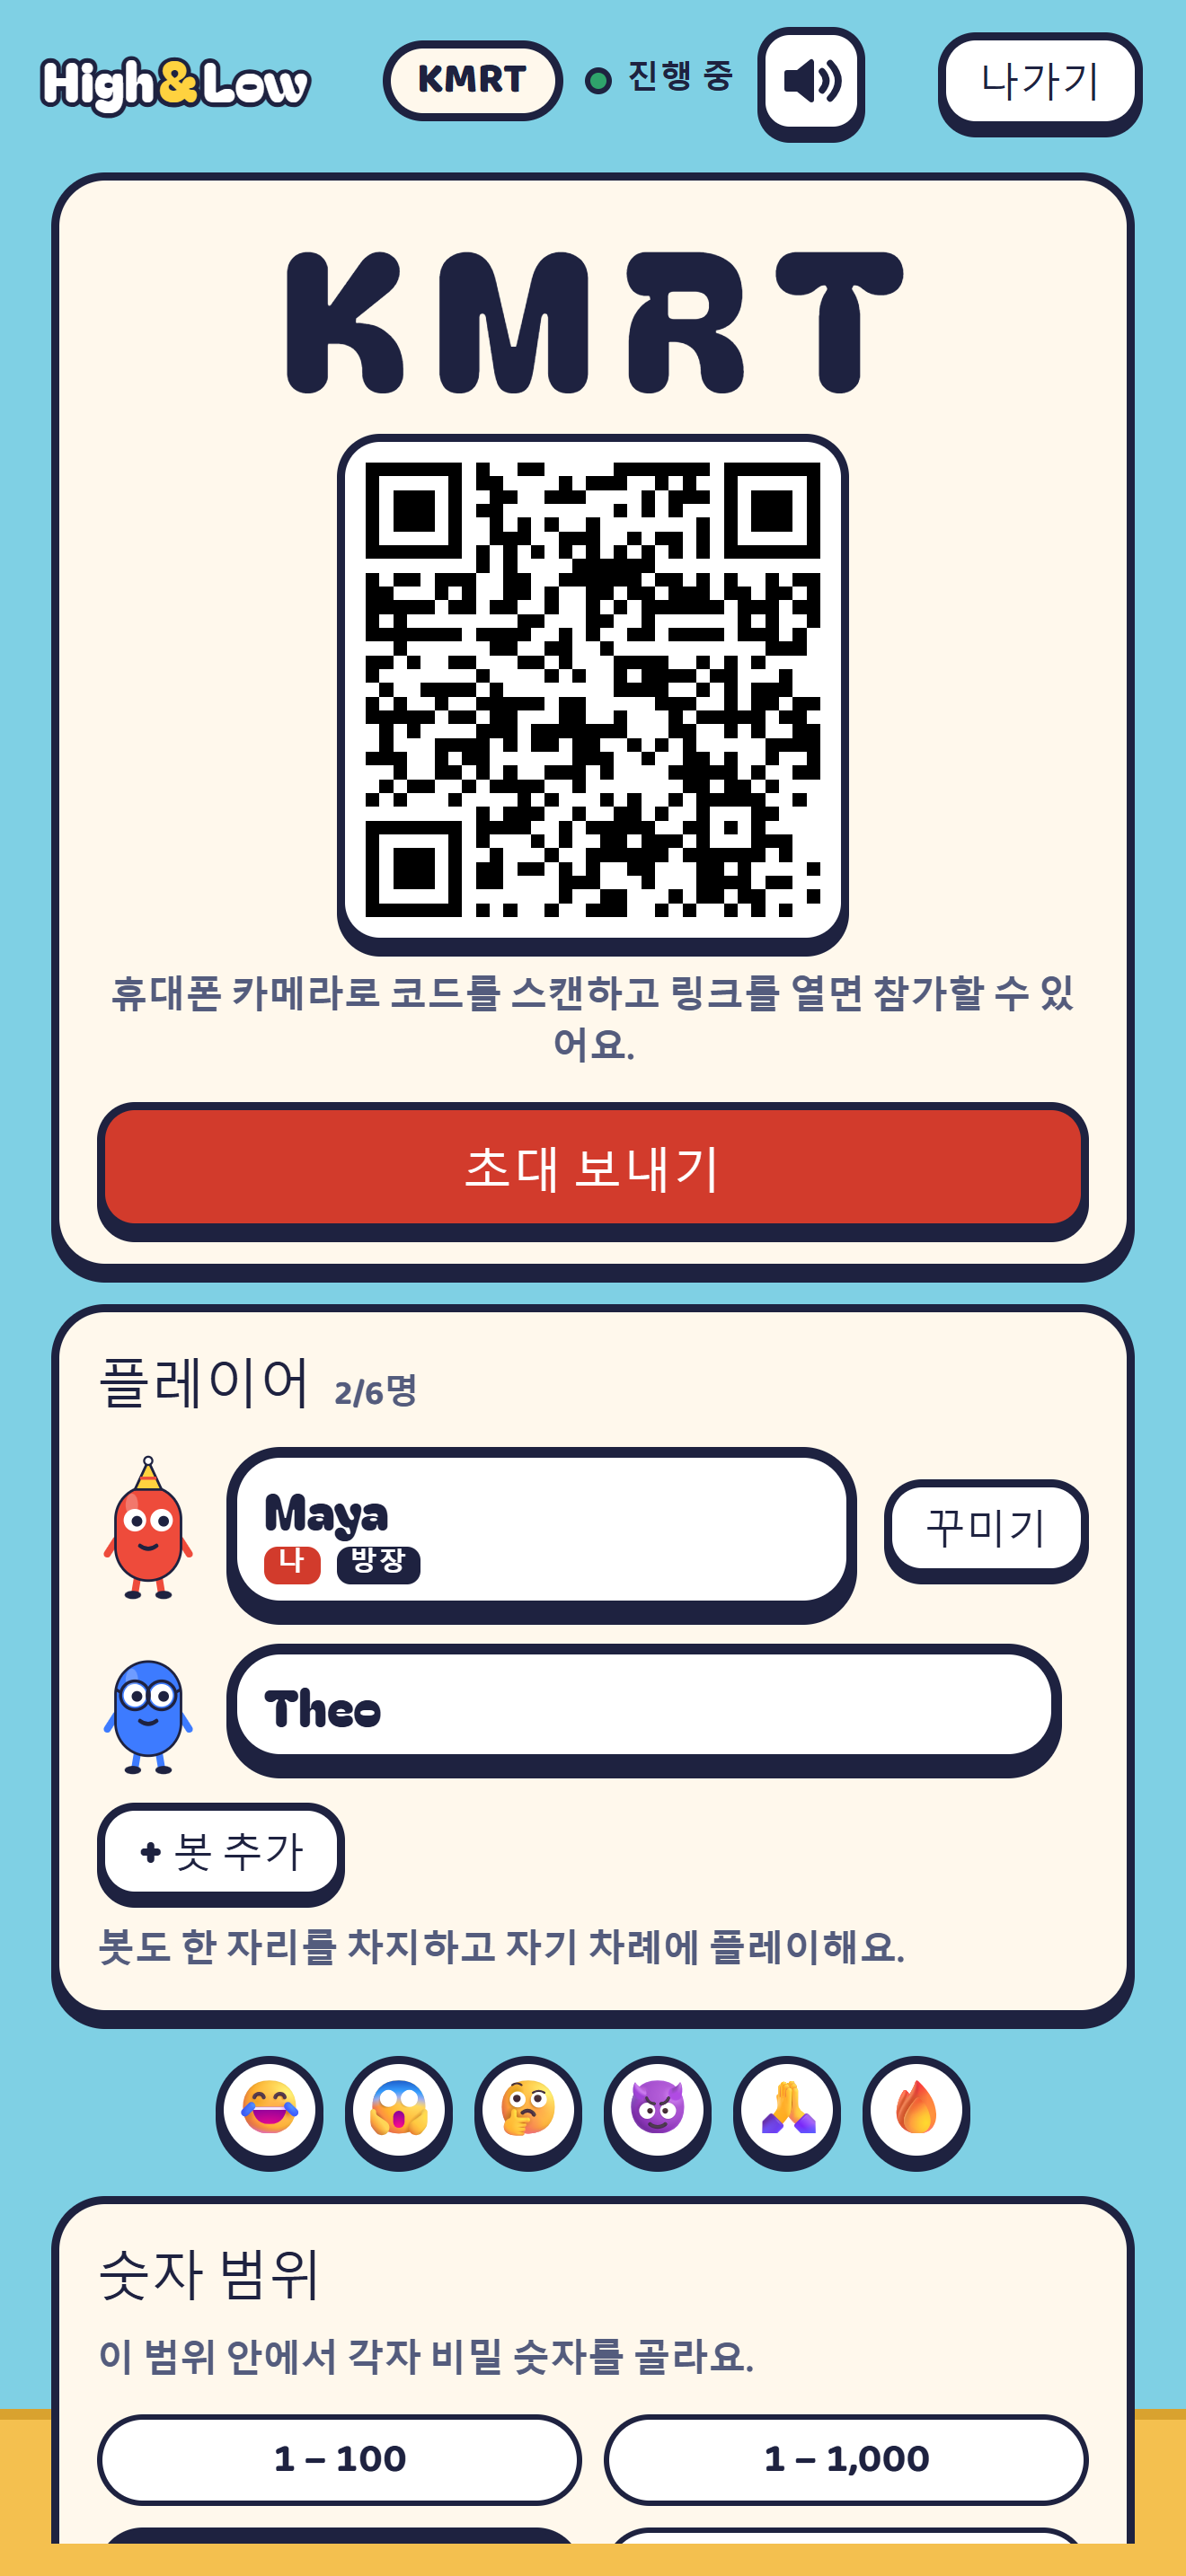 High&Low
KMRT
진행 중
나가기
KMRT
휴대폰 카메라로 코드를 스캔하고 링크를 열면 참가할 수 있
어요.
초대 보내기
플레이어 2/6명
Maya
나 방장
꾸미기
Theo
+ 봇 추가
봇도 한 자리를 차지하고 자기 차례에 플레이해요.
숫자 범위
이 범위 안에서 각자 비밀 숫자를 골라요.
1 – 100
1 – 1,000